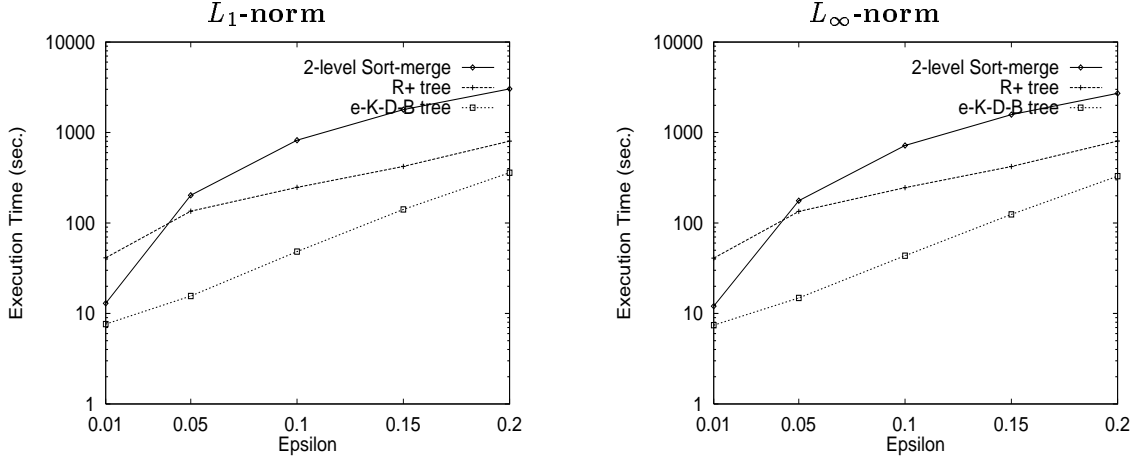 L₁-norm
10000
1000
100
10
1
Execution Time (sec.)
2-level Sort-merge
R+ tree
e-K-D-B tree
0.01 0.05 0.1 0.15 0.2
Epsilon
L∞-norm
10000
1000
100
10
1
Execution Time (sec.)
2-level Sort-merge
R+ tree
e-K-D-B tree
0.01 0.05 0.1 0.15 0.2
Epsilon